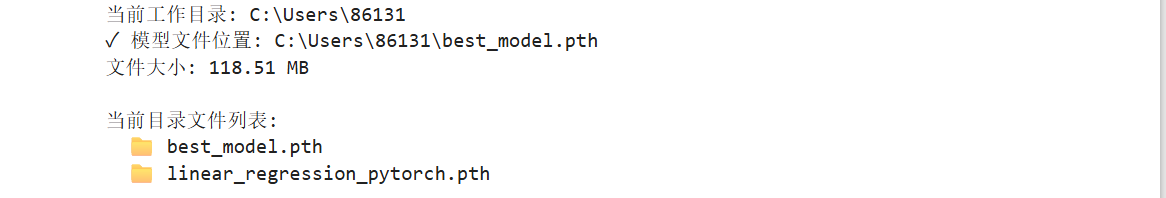 当前工作目录: C:\Users\86131
✓ 模型文件位置: C:\Users\86131\best_model.pth
文件大小: 118.51 MB
当前目录文件列表:
📁 best_model.pth
📁 linear_regression_pytorch.pth